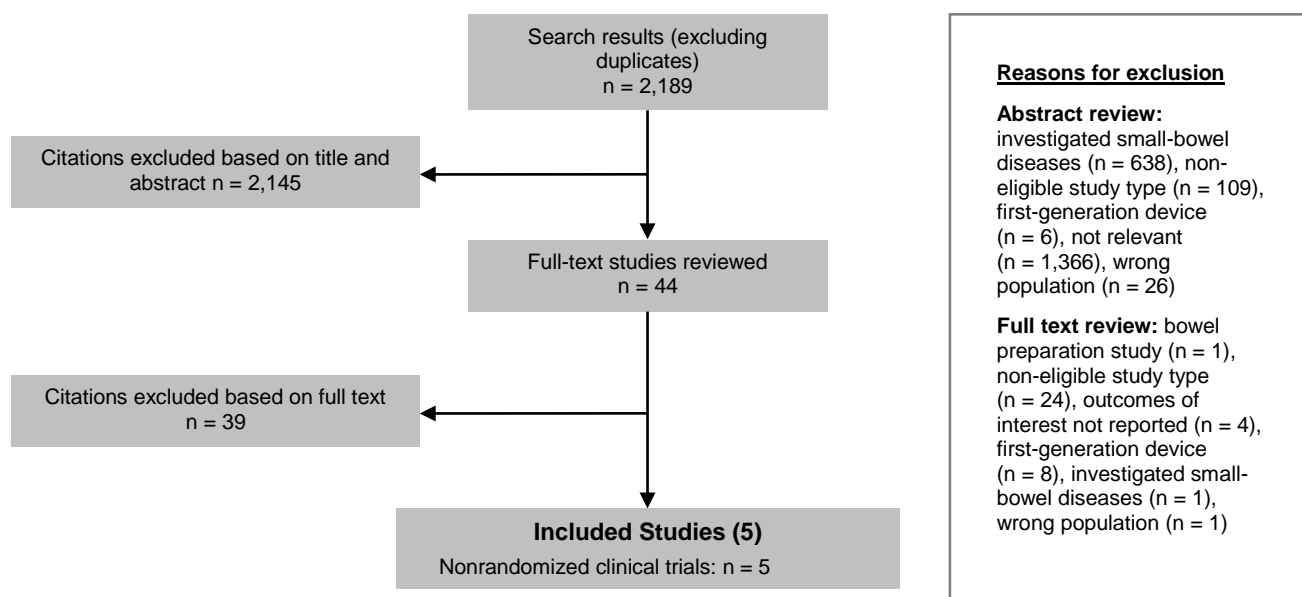 Search results (excluding
duplicates)
n = 2,189
Citations excluded based on title and
abstract n = 2,145
Full-text studies reviewed
n = 44
Citations excluded based on full text
n = 39
Included Studies (5)
Nonrandomized clinical trials: n = 5
Reasons for exclusion
Abstract review:
investigated small-bowel
diseases (n = 638), non-
eligible study type (n = 109),
first-generation device
(n = 6), not relevant
(n = 1,366), wrong
population (n = 26)
Full text review: bowel
preparation study (n = 1),
non-eligible study type
(n = 24), outcomes of
interest not reported (n = 4),
first-generation device
(n = 8), investigated small-
bowel diseases (n = 1),
wrong population (n = 1)